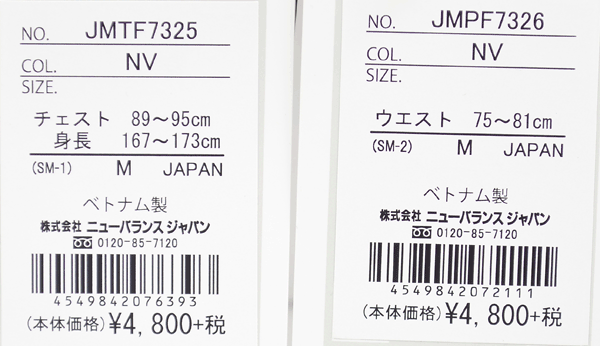 NO. JMTF7325
COL. NV
SIZE.
チェスト 89～95cm
身長 167～173cm
(SM-1) M JAPAN
ベトナム製
株式会社 ニューバランス ジャパン
0120-85-7120
4549842076393
(本体価格) ¥4,800+税
NO. JMPF7326
COL. NV
SIZE.
ウエスト 75～81cm
(SM-2) M JAPAN
ベトナム製
株式会社 ニューバランス ジャパン
0120-85-7120
4549842072111
(本体価格) ¥4,800+税